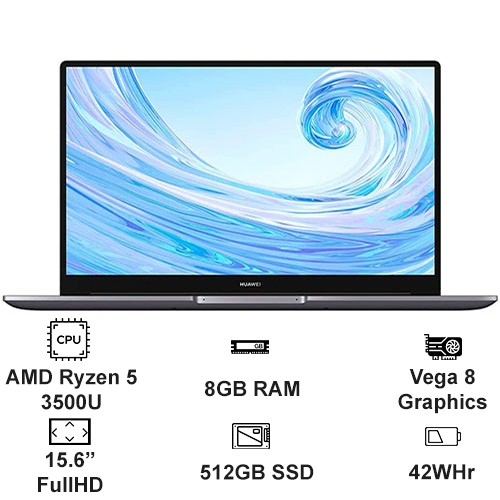 HUAWEI
CPU
GB
AMD Ryzen 5
3500U
8GB RAM
Vega 8
Graphics
15.6”
FullHD
512GB SSD
42WHr